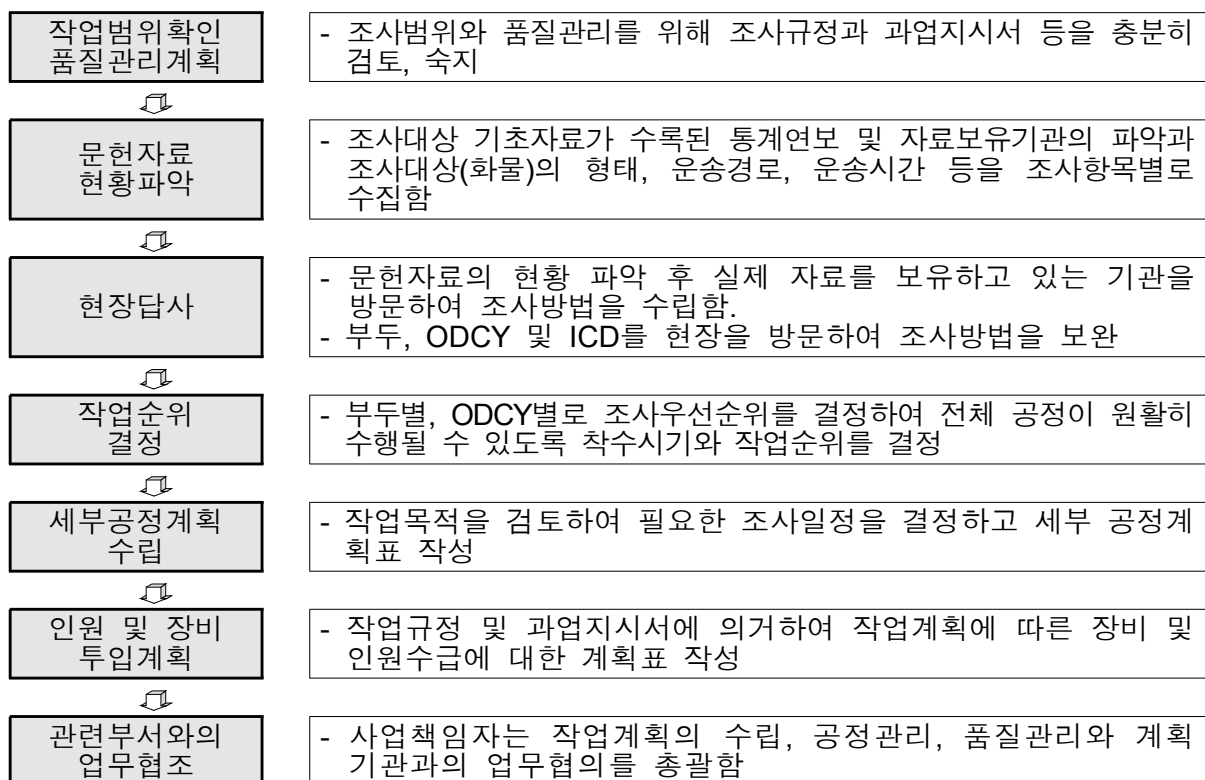 작업범위확인
품질관리계획
- 조사범위와 품질관리를 위해 조사규정과 과업지시서 등을 충분히
검토, 숙지
문헌자료
현황파악
- 조사대상 기초자료가 수록된 통계연보 및 자료보유기관의 파악과
조사대상(화물)의 형태, 운송경로, 운송시간 등을 조사항목별로
수집함
현장답사
- 문헌자료의 현황 파악 후 실제 자료를 보유하고 있는 기관을
방문하여 조사방법을 수립함.
- 부두, ODCY 및 ICD를 현장을 방문하여 조사방법을 보완
작업순위
결정
- 부두별, ODCY별로 조사우선순위를 결정하여 전체 공정이 원활히
수행될 수 있도록 착수시기와 작업순위를 결정
세부공정계획
수립
- 작업목적을 검토하여 필요한 조사일정을 결정하고 세부 공정계
획표 작성
인원 및 장비
투입계획
- 작업규정 및 과업지시서에 의거하여 작업계획에 따른 장비 및
인원수급에 대한 계획표 작성
관련부서와의
업무협조
- 사업책임자는 작업계획의 수립, 공정관리, 품질관리와 계획
기관과의 업무협의를 총괄함